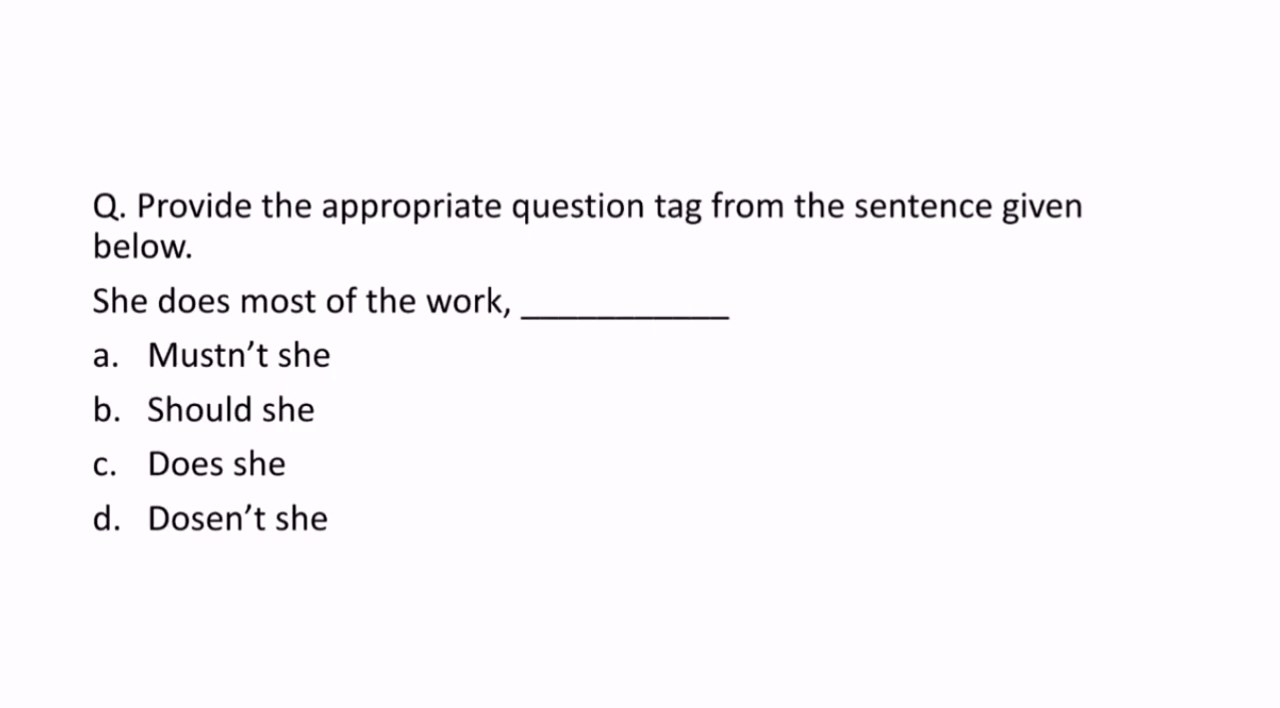 Q. Provide the appropriate question tag from the sentence given
below.
She does most of the work, ___________
a. Mustn’t she
b. Should she
c. Does she
d. Dosen’t she